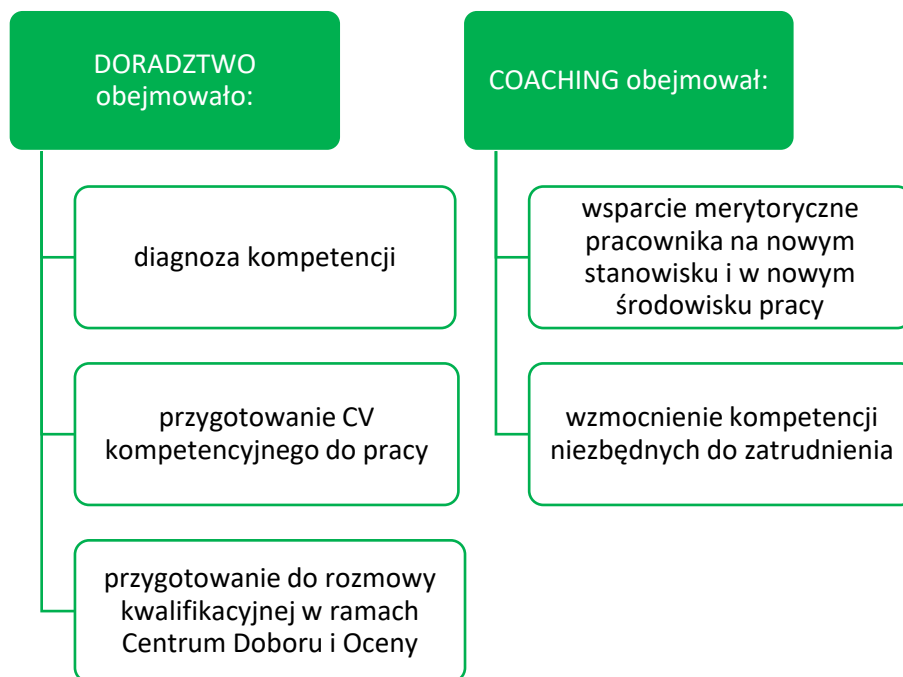 DORADZTWO
obejmowało:
diagnoza kompetencji
przygotowanie CV
kompetencyjnego do pracy
przygotowanie do rozmowy
kwalifikacyjnej w ramach
Centrum Doboru i Oceny
COACHING obejmował:
wsparcie merytoryczne
pracownika na nowym
stanowisku i w nowym
środowisku pracy
wzmocnienie kompetencji
niezbędnych do zatrudnienia